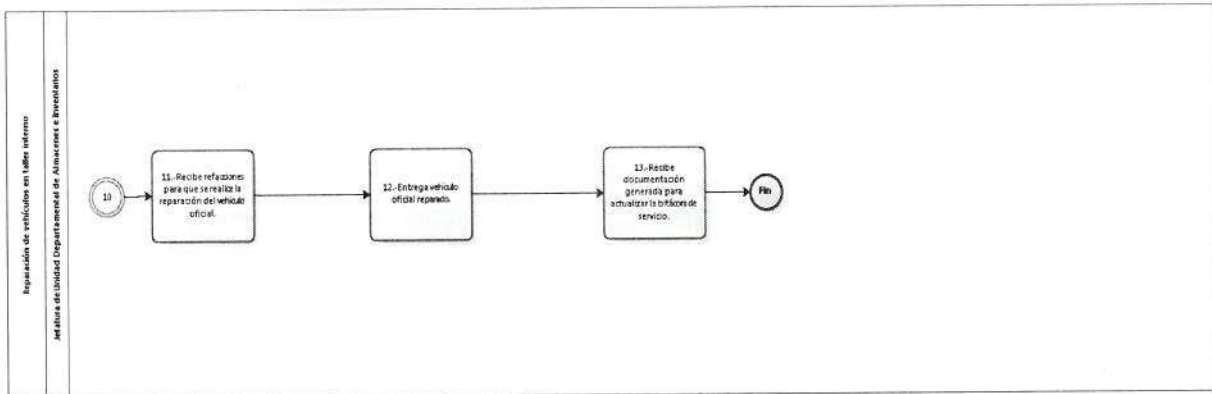 Reparación de vehículos en taller interno
Jefatura de Unidad Departamental de Almacenes e Inventarios
10
11.-Recibe refacciones
para que se realice la
reparación del vehículo
oficial.
12.-Entrega vehículo
oficial reparado.
13.-Recibe
documentación
generada para
actualizar la bitácora de
servicio.
Fin